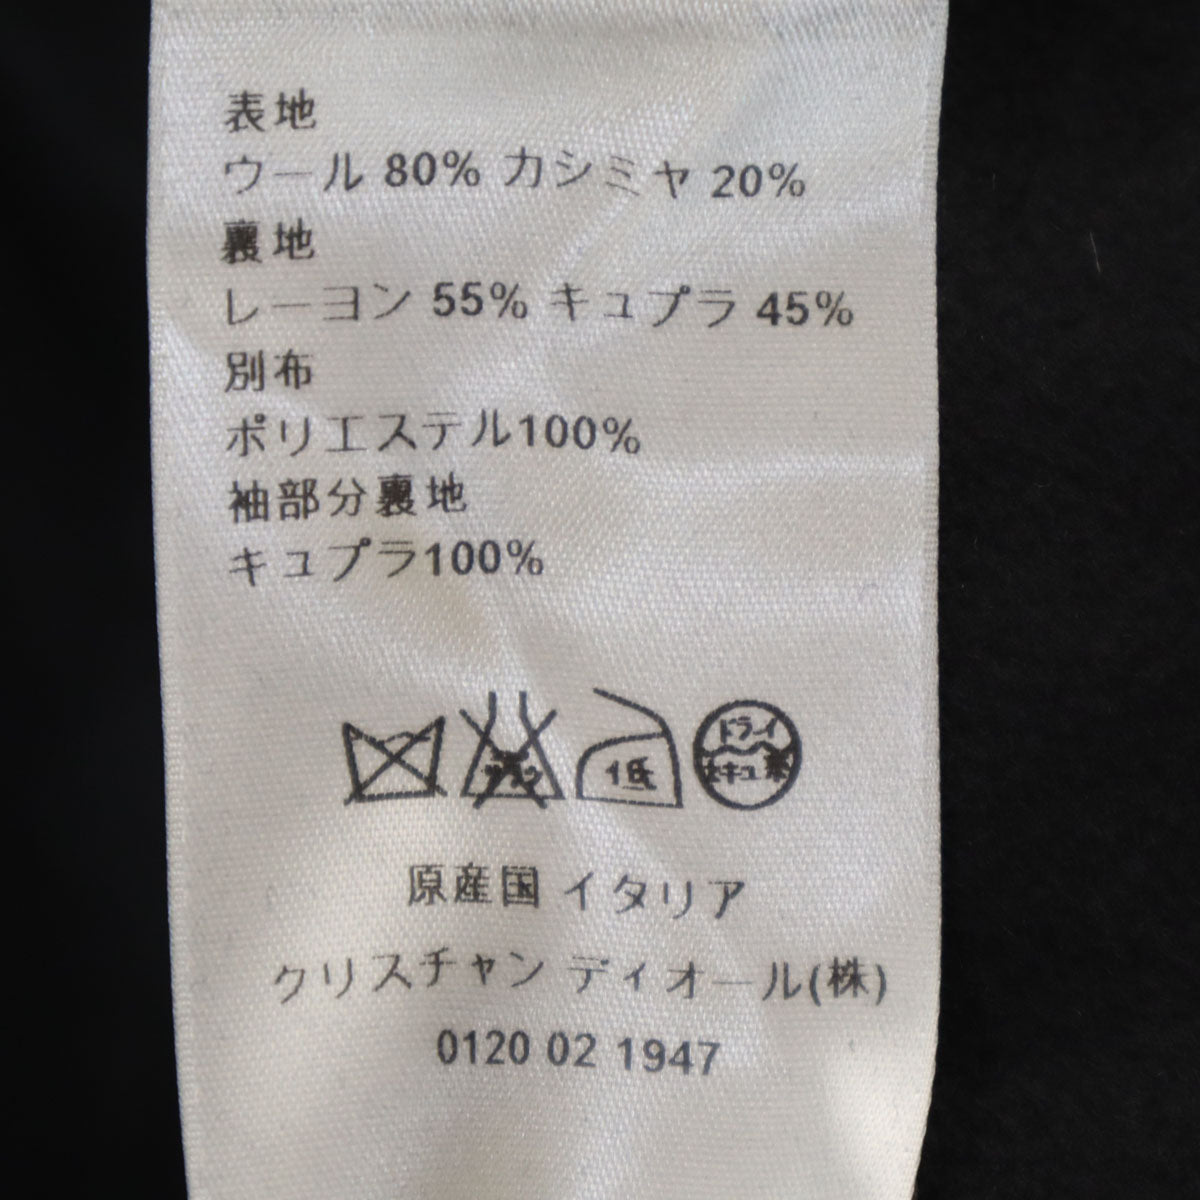 表地
ウール 80% カシミヤ 20%
裏地
レーヨン 55% キュプラ 45%
別布
ポリエステル100%
袖部分裏地
キュプラ100%
ドライ
原産国 イタリア
クリスチャン ディオール(株)
0120 02 1947